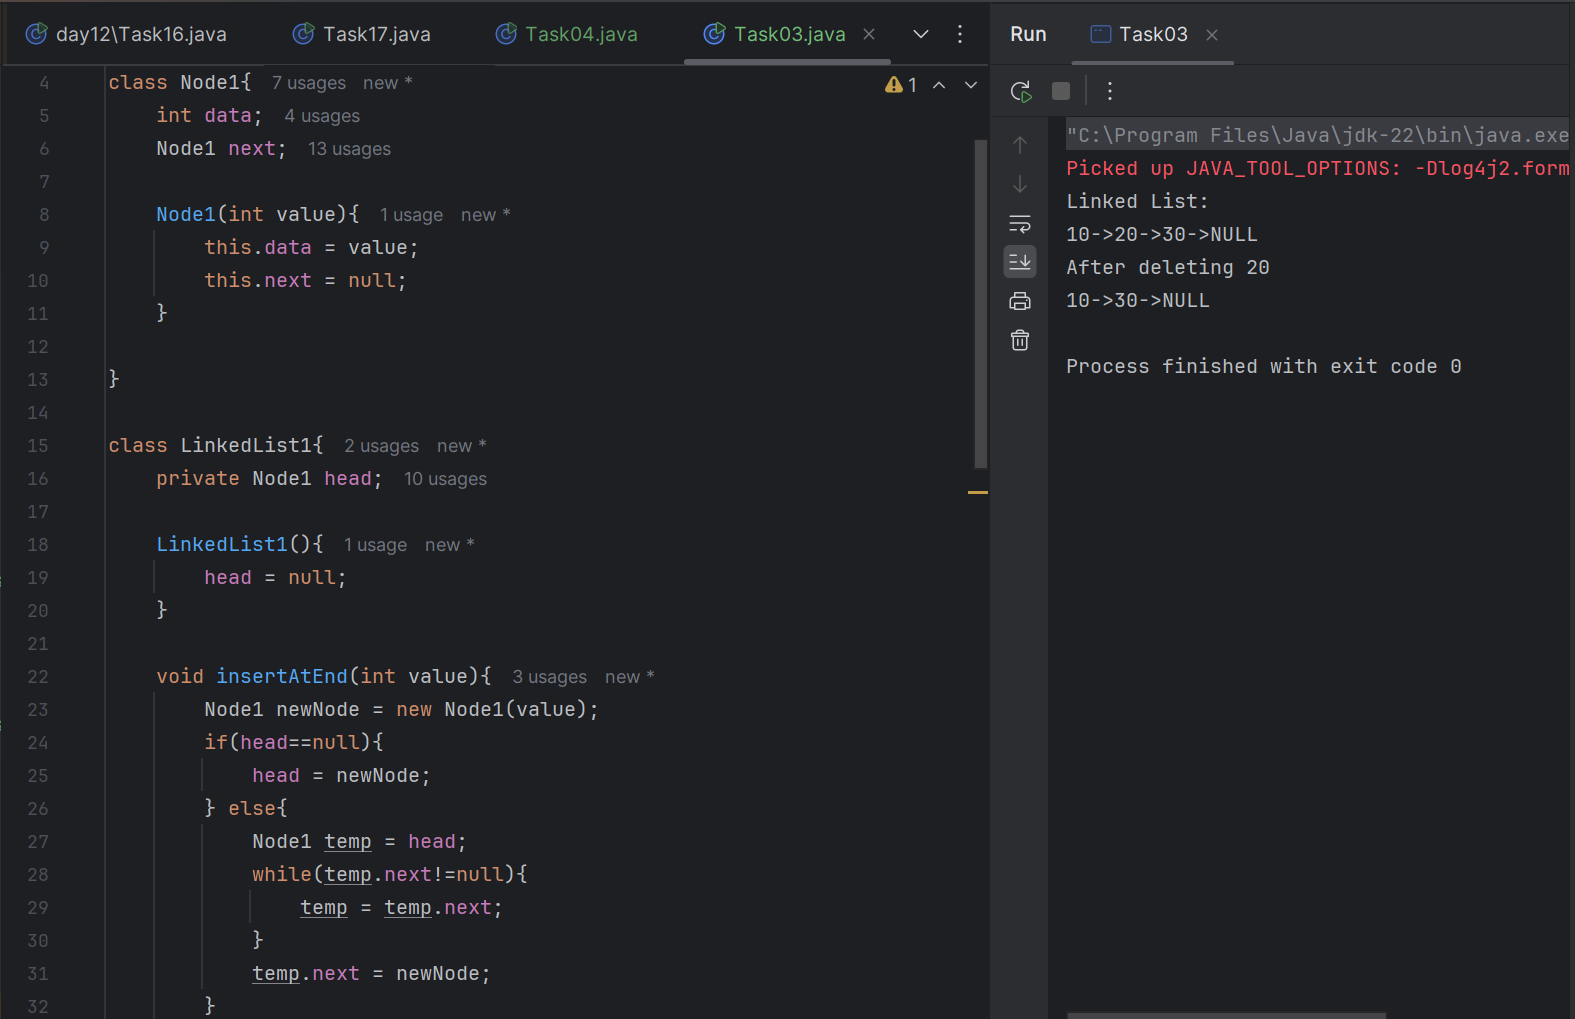 day12\Task16.java Task17.java Task04.java Task03.java
4 class Node1{ 7 usages new *
5 int data; 4 usages
6 Node1 next; 13 usages
7
8 Node1(int value){ 1 usage new *
9 this.data = value;
10 this.next = null;
11 }
12
13 }
14
15 class LinkedList1{ 2 usages new *
16 private Node1 head; 10 usages
17
18 LinkedList1(){ 1 usage new *
19 head = null;
20 }
21
22 void insertAtEnd(int value){ 3 usages new *
23 Node1 newNode = new Node1(value);
24 if(head==null){
25 head = newNode;
26 } else{
27 Node1 temp = head;
28 while(temp.next!=null){
29 temp = temp.next;
30 }
31 temp.next = newNode;
32 }
1
Run Task03
"C:\Program Files\Java\jdk-22\bin\java.exe
Picked up JAVA_TOOL_OPTIONS: -Dlog4j2.form
Linked List:
10->20->30->NULL
After deleting 20
10->30->NULL
Process finished with exit code 0